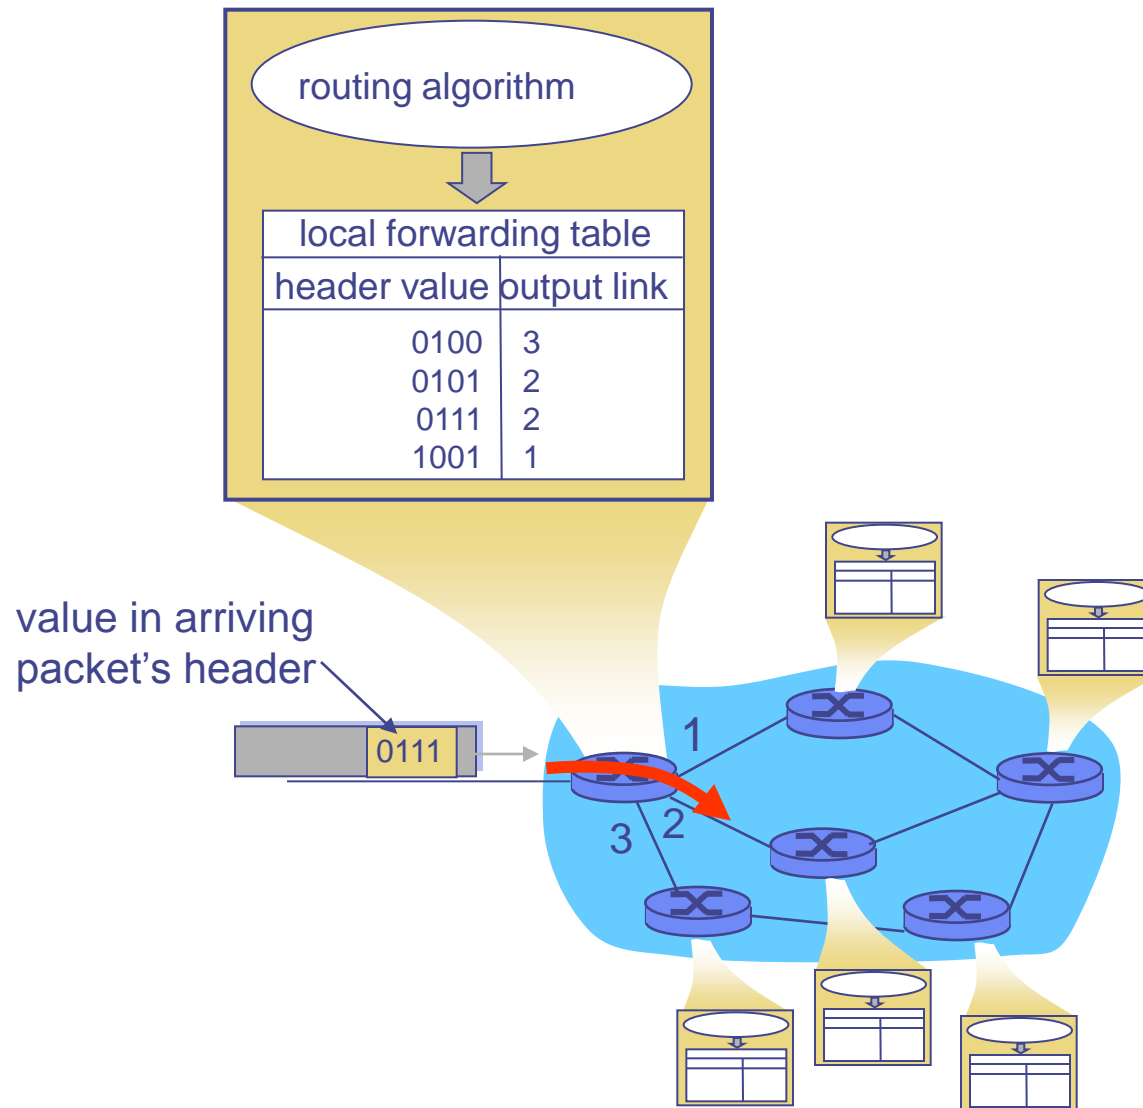 routing algorithm
local forwarding table
header value output link
0100 3
0101 2
0111 2
1001 1
value in arriving
packet's header
0111
1
2
3